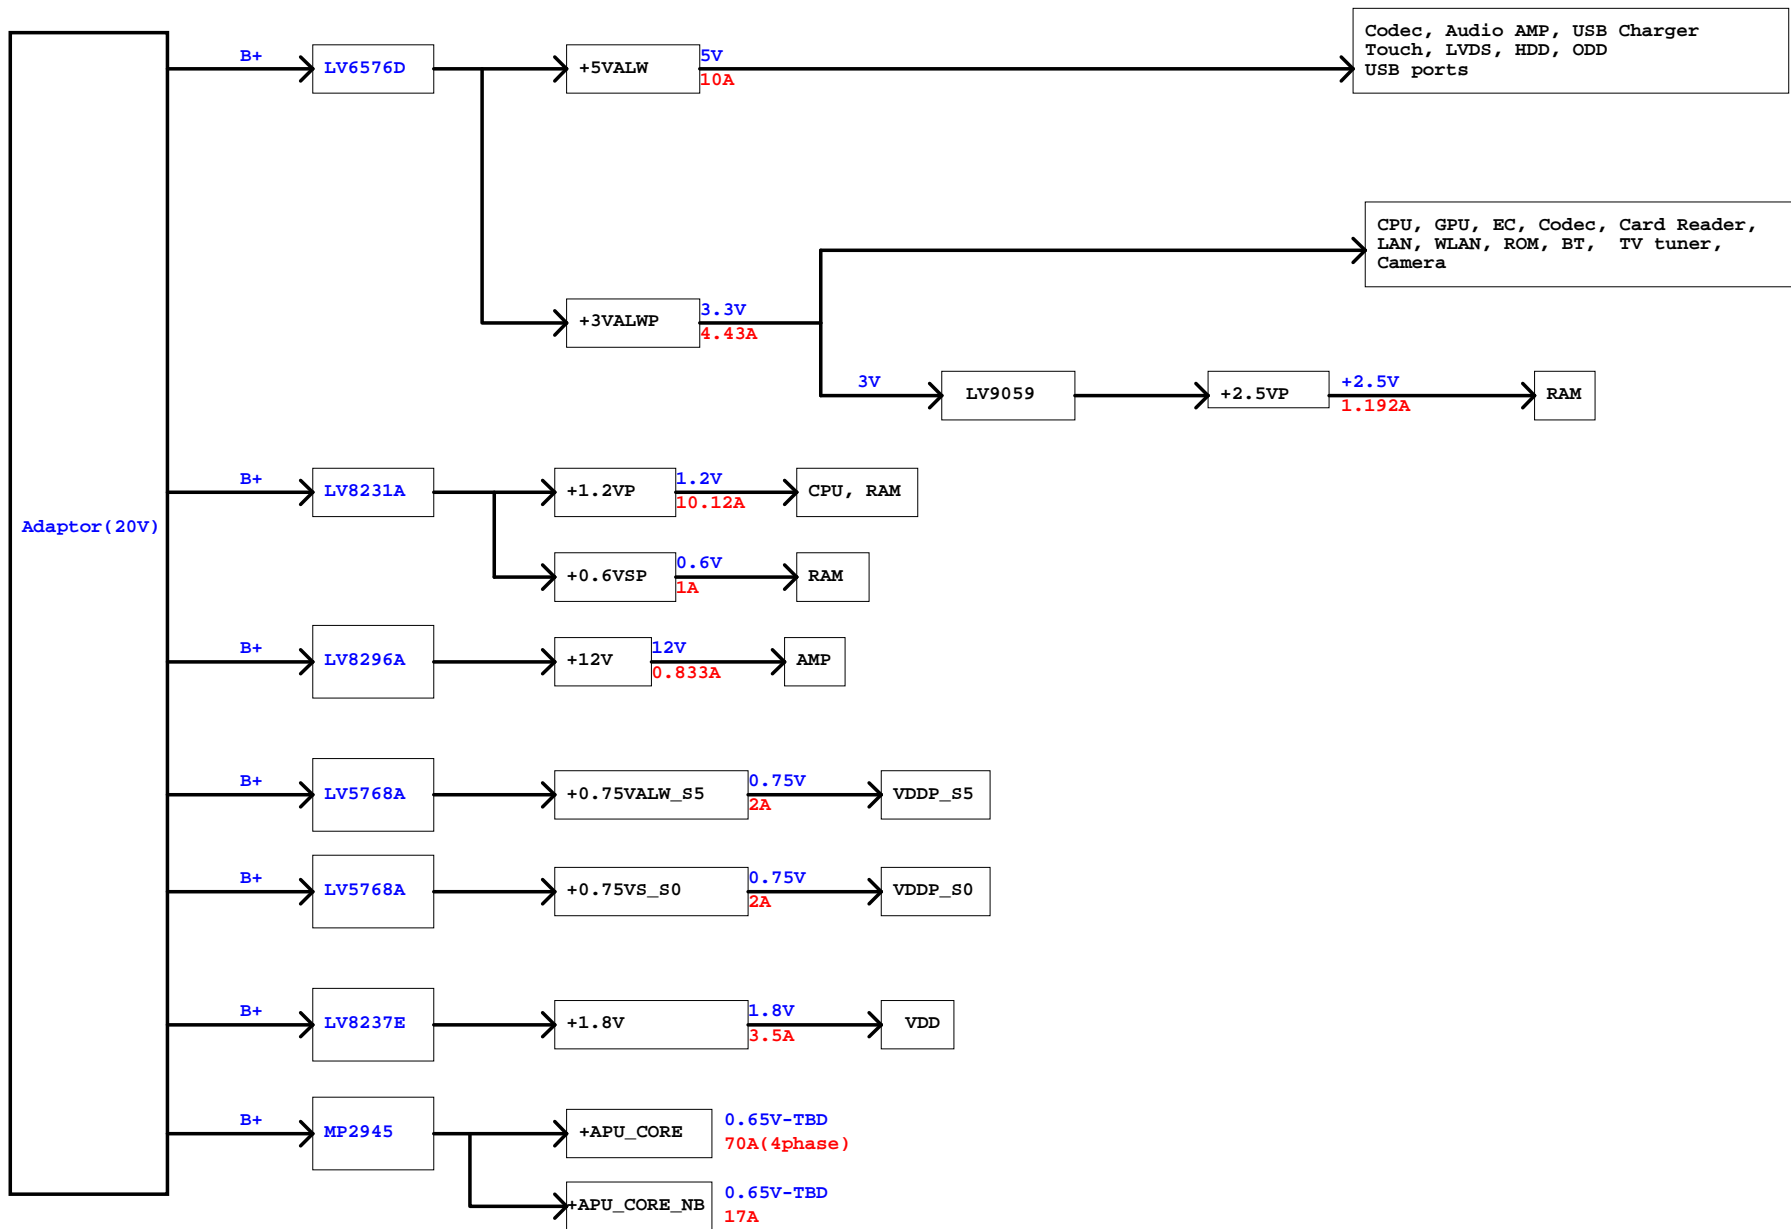 Adaptor(20V)
B+
LV6576D
+5VALW
5V
10A
Codec, Audio AMP, USB Charger
Touch, LVDS, HDD, ODD
USB ports
+3VALWP
3.3V
4.43A
CPU, GPU, EC, Codec, Card Reader,
LAN, WLAN, ROM, BT,  TV tuner,
Camera
3V
LV9059
+2.5VP
+2.5V
1.192A
RAM
B+
LV8231A
+1.2VP
1.2V
10.12A
CPU, RAM
+0.6VSP
0.6V
1A
RAM
B+
LV8296A
+12V
12V
0.833A
AMP
B+
LV5768A
+0.75VALW_S5
0.75V
2A
VDDP_S5
B+
LV5768A
+0.75VS_S0
0.75V
2A
VDDP_S0
B+
LV8237E
+1.8V
1.8V
3.5A
VDD
B+
MP2945
+APU_CORE
0.65V-TBD
70A(4phase)
+APU_CORE_NB
0.65V-TBD
17A